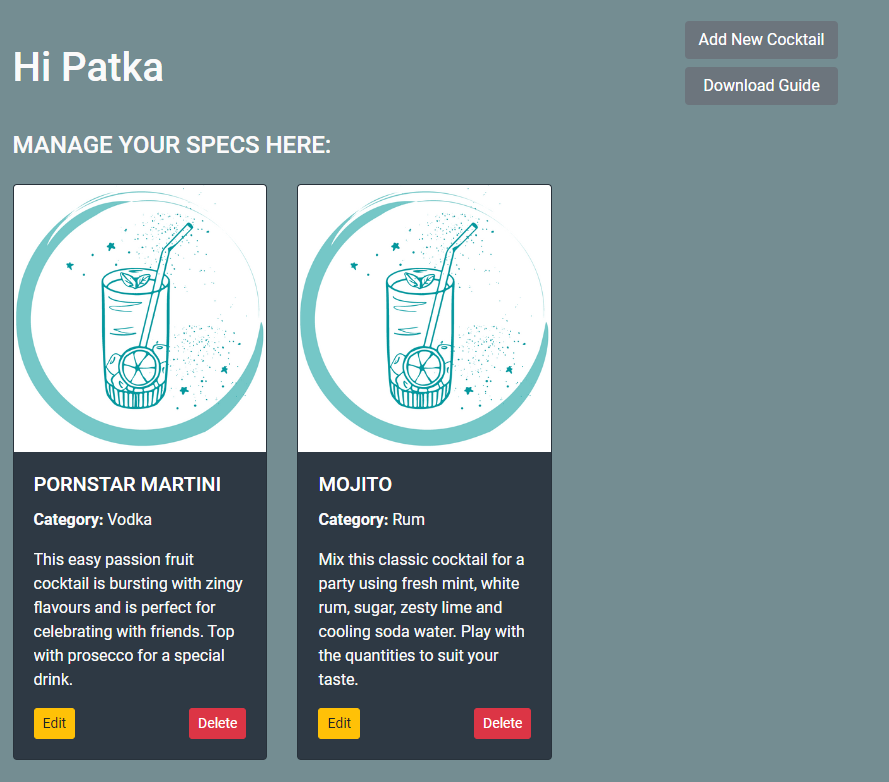 Add New Cocktail
Hi Patka
Download Guide
MANAGE YOUR SPECS HERE:
PORNSTAR MARTINI
Category: Vodka
This easy passion fruit
cocktail is bursting with zingy
flavours and is perfect for
celebrating with friends. Top
with prosecco for a special
drink.
Edit
Delete
MOJITO
Category: Rum
Mix this classic cocktail for a
party using fresh mint, white
rum, sugar, zesty lime and
cooling soda water. Play with
the quantities to suit your
taste.
Edit
Delete